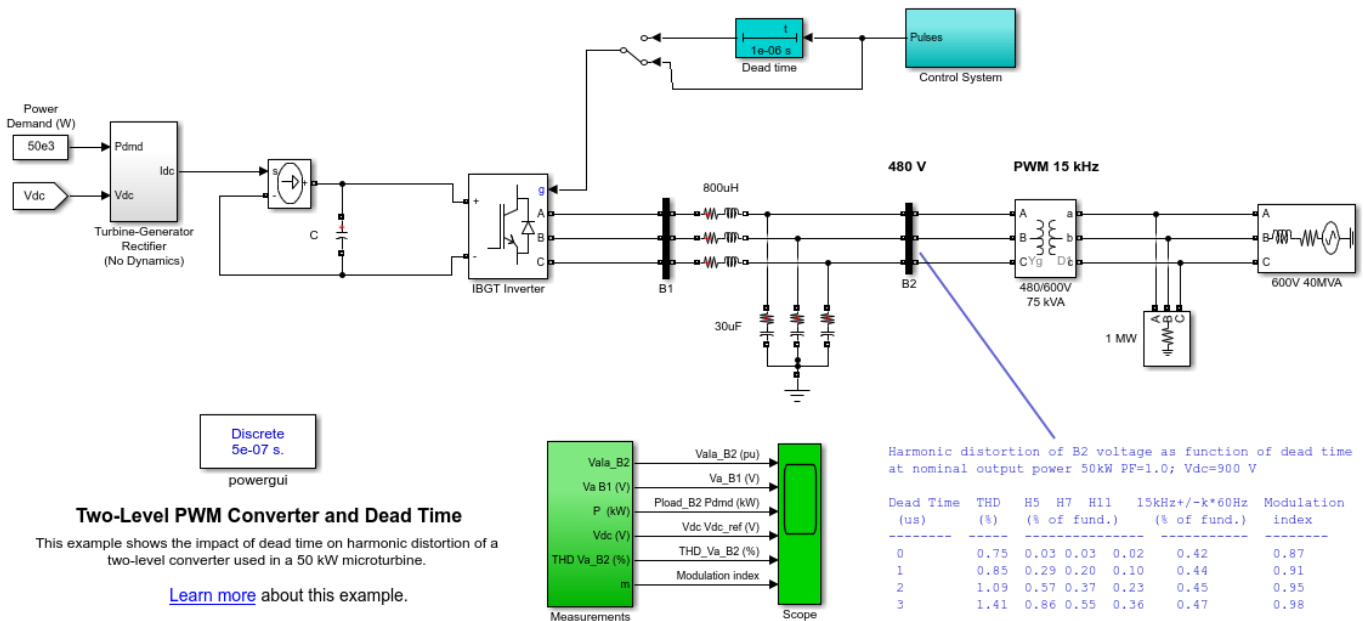 t
1e-06 s
Dead time
Pulses
Control System
Power
Demand (W)
50e3
Vdc
Pdmd
Idc
Vdc
Turbine-Generator
Rectifier
(No Dynamics)
s
+
-
C
+
-
g
A
B
C
IBGT Inverter
B1
800uH
30uF
480 V
B2
PWM 15 kHz
A
B
C
a
b
c
Yg
D1
480/600V
75 kVA
A
B
C
600V 40MVA
A B C
1 MW
Discrete
5e-07 s.
powergui
Two-Level PWM Converter and Dead Time
This example shows the impact of dead time on harmonic distortion of a
two-level converter used in a 50 kW microturbine.
Learn more about this example.
VaIa_B2
Va B1 (V)
P (kW)
Vdc (V)
THD Va_B2 (%)
m
Measurements
VaIa_B2 (pu)
Va_B1 (V)
Pload_B2 Pdmd (kW)
Vdc Vdc_ref (V)
THD_Va_B2 (%)
Modulation index
Scope
Harmonic distortion of B2 voltage as function of dead time
at nominal output power 50kW PF=1.0; Vdc=900 V
Dead Time THD H5 H7 H11 15kHz+/-k*60Hz Modulation
(us) (%) (% of fund.) (% of fund.) index
-------- ----- --------------- ----------- --------
0 0.75 0.03 0.03 0.02 0.42 0.87
1 0.85 0.29 0.20 0.10 0.44 0.91
2 1.09 0.57 0.37 0.23 0.45 0.95
3 1.41 0.86 0.55 0.36 0.47 0.98